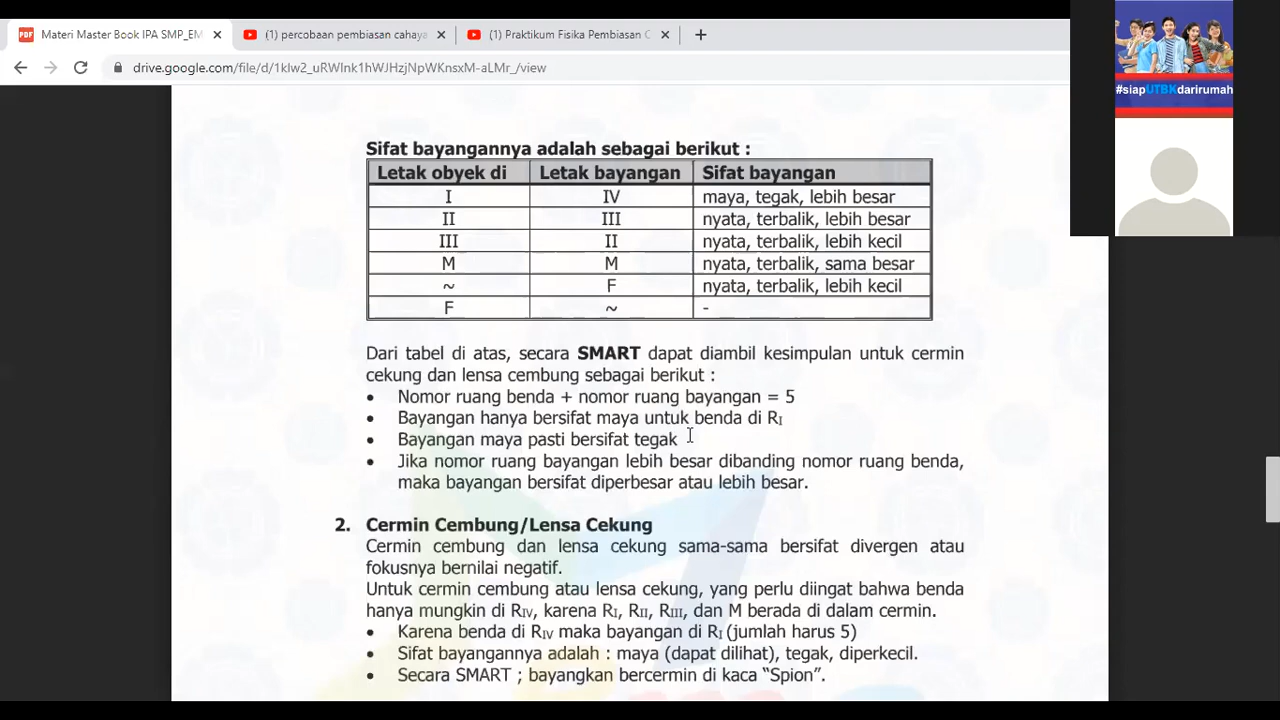 Materi Master Book IPA SMP_EM
(1) percobaan pembiasan cahaya
(1) Praktikum Fisika Pembiasan C
drive.google.com/file/d/1klw2_uRWlnk1hWJHzjNpWKnsxM-aLMr_/view
#siapUTBKdarirumah
Sifat bayangannya adalah sebagai berikut :
Letak obyek di Letak bayangan Sifat bayangan
I IV maya, tegak, lebih besar
II III nyata, terbalik, lebih besar
III II nyata, terbalik, lebih kecil
M M nyata, terbalik, sama besar
~ F nyata, terbalik, lebih kecil
F ~ -
Dari tabel di atas, secara SMART dapat diambil kesimpulan untuk cermin
cekung dan lensa cembung sebagai berikut :
• Nomor ruang benda + nomor ruang bayangan = 5
• Bayangan hanya bersifat maya untuk benda di RI
• Bayangan maya pasti bersifat tegak
• Jika nomor ruang bayangan lebih besar dibanding nomor ruang benda,
maka bayangan bersifat diperbesar atau lebih besar.
2. Cermin Cembung/Lensa Cekung
Cermin cembung dan lensa cekung sama-sama bersifat divergen atau
fokusnya bernilai negatif.
Untuk cermin cembung atau lensa cekung, yang perlu diingat bahwa benda
hanya mungkin di RIV, karena RI, RII, RIII, dan M berada di dalam cermin.
• Karena benda di RIV maka bayangan di RI (jumlah harus 5)
• Sifat bayangannya adalah : maya (dapat dilihat), tegak, diperkecil.
• Secara SMART ; bayangkan bercermin di kaca “Spion”.